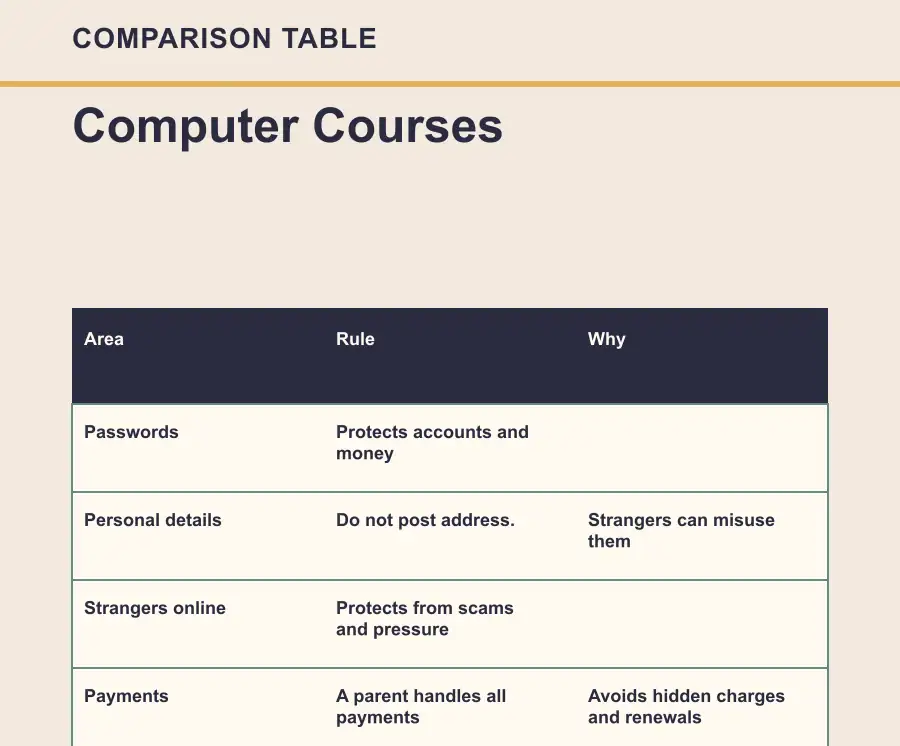 COMPARISON TABLE
Computer Courses
Area Rule Why
Passwords Protects accounts and
money
Personal details Do not post address. Strangers can misuse
them
Strangers online Protects from scams
and pressure
Payments A parent handles all Avoids hidden charges
payments and renewals